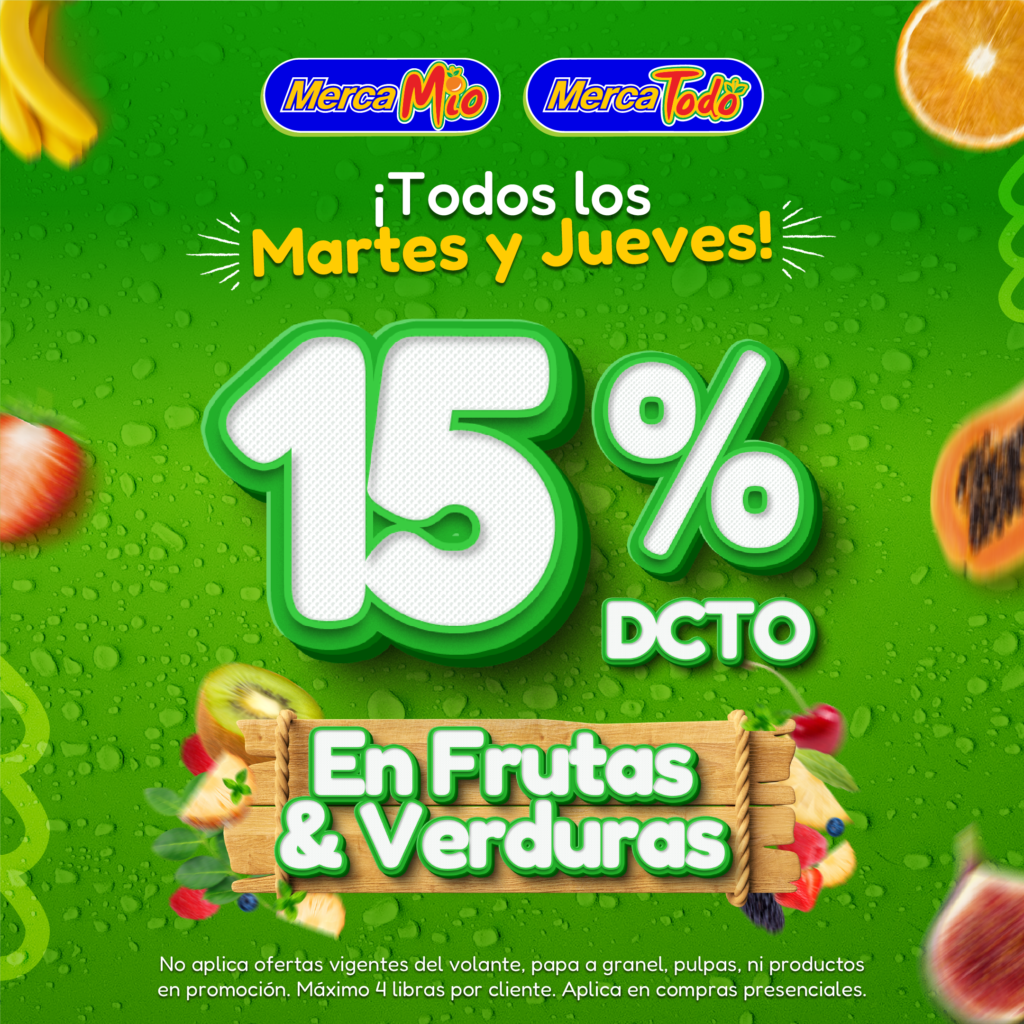 MercaMio MercaTodo
¡Todos los
Martes y Jueves!
15%
DCTO
En Frutas
& Verduras
No aplica ofertas vigentes del volante, papa a granel, pulpas, ni productos
en promoción. Máximo 4 libras por cliente. Aplica en compras presenciales.